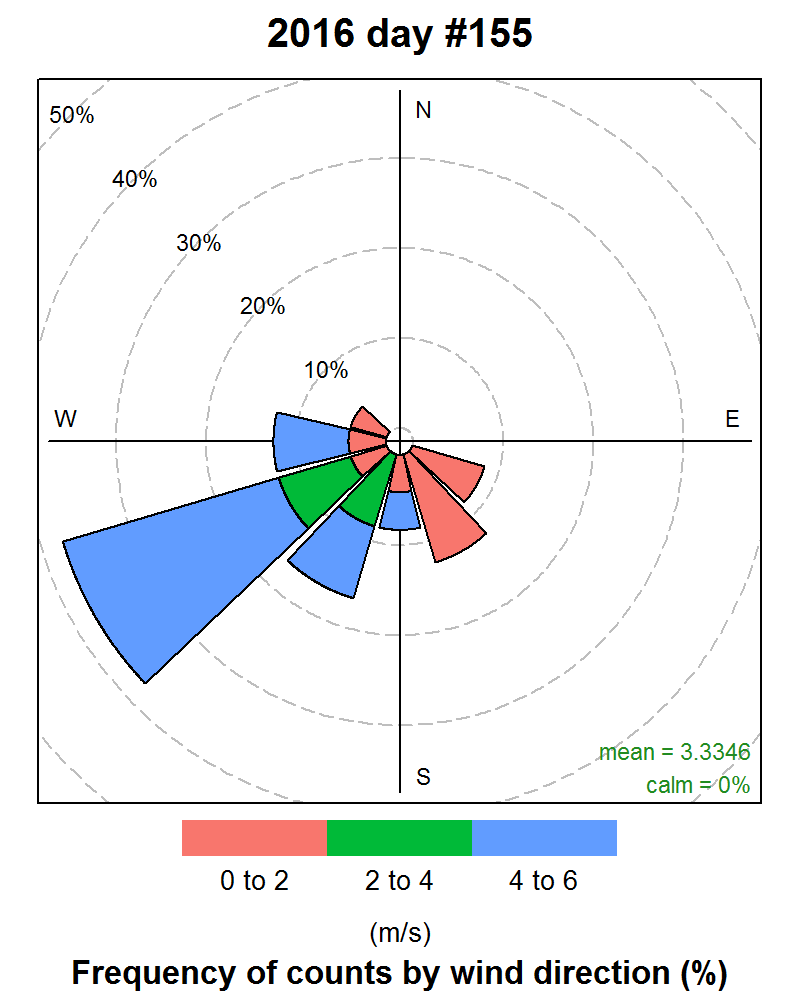 2016 day #155
50%
N
40%
30%
20%
10%
W
E
S
mean = 3.3346
calm = 0%
0 to 2 2 to 4 4 to 6
(m/s)
Frequency of counts by wind direction (%)